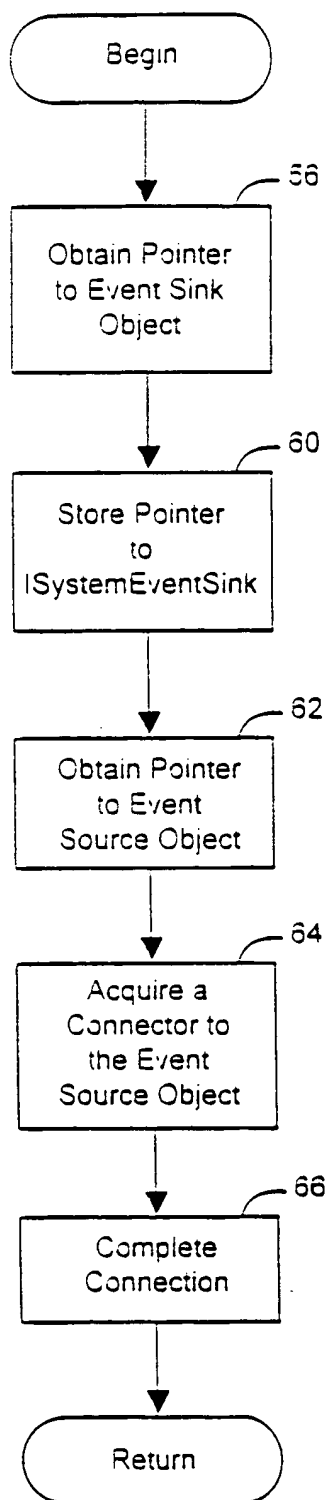 Begin
56
Obtain Pointer
to Event Sink
Object
60
Store Pointer
to
ISystemEventSink
62
Obtain Pointer
to Event
Source Object
64
Acquire a
Connector to
the Event
Source Object
66
Complete
Connection
Return